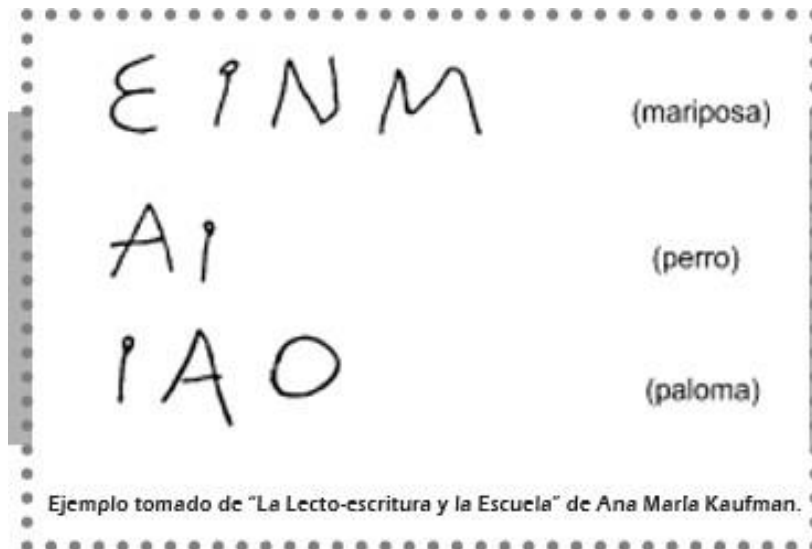 EiNM (mariposa)
Ai (perro)
iAO (paloma)
Ejemplo tomado de “La Lecto-escritura y la Escuela” de Ana María Kaufman.